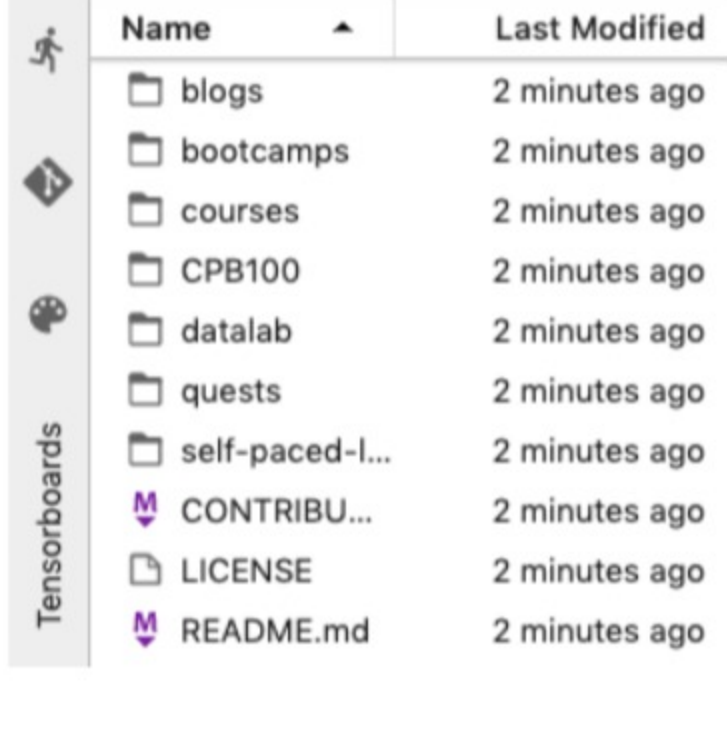 Name Last Modified
blogs 2 minutes ago
bootcamps 2 minutes ago
courses 2 minutes ago
CPB100 2 minutes ago
datalab 2 minutes ago
quests 2 minutes ago
self-paced-l... 2 minutes ago
CONTRIBU... 2 minutes ago
LICENSE 2 minutes ago
README.md 2 minutes ago
Tensorboards